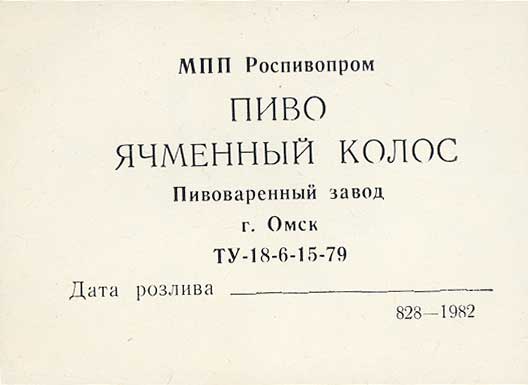 МПП Роспивопром
ПИВО
ЯЧМЕННЫЙ КОЛОС
Пивоваренный завод
г. Омск
ТУ-18-6-15-79
Дата розлива
828—1982